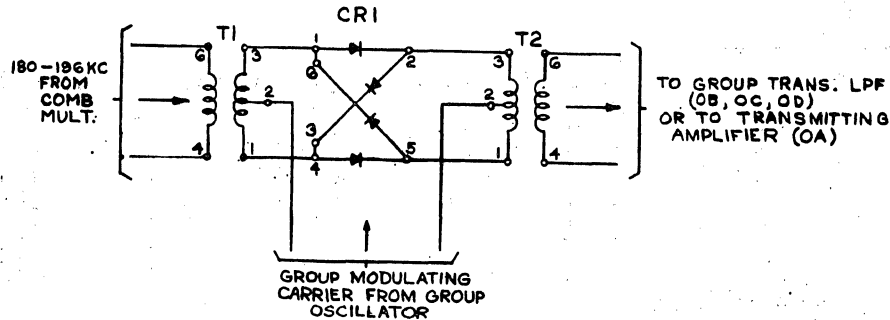 CR1
T1
T2
1
6
3
6
3
2
3
6
2
2
3
4
1
4
5
1
4
180-196KC
FROM
COMB
MULT.
TO GROUP TRANS. LPF
(OB, OC, OD)
OR TO TRANSMITTING
AMPLIFIER (OA)
GROUP MODULATING
CARRIER FROM GROUP
OSCILLATOR